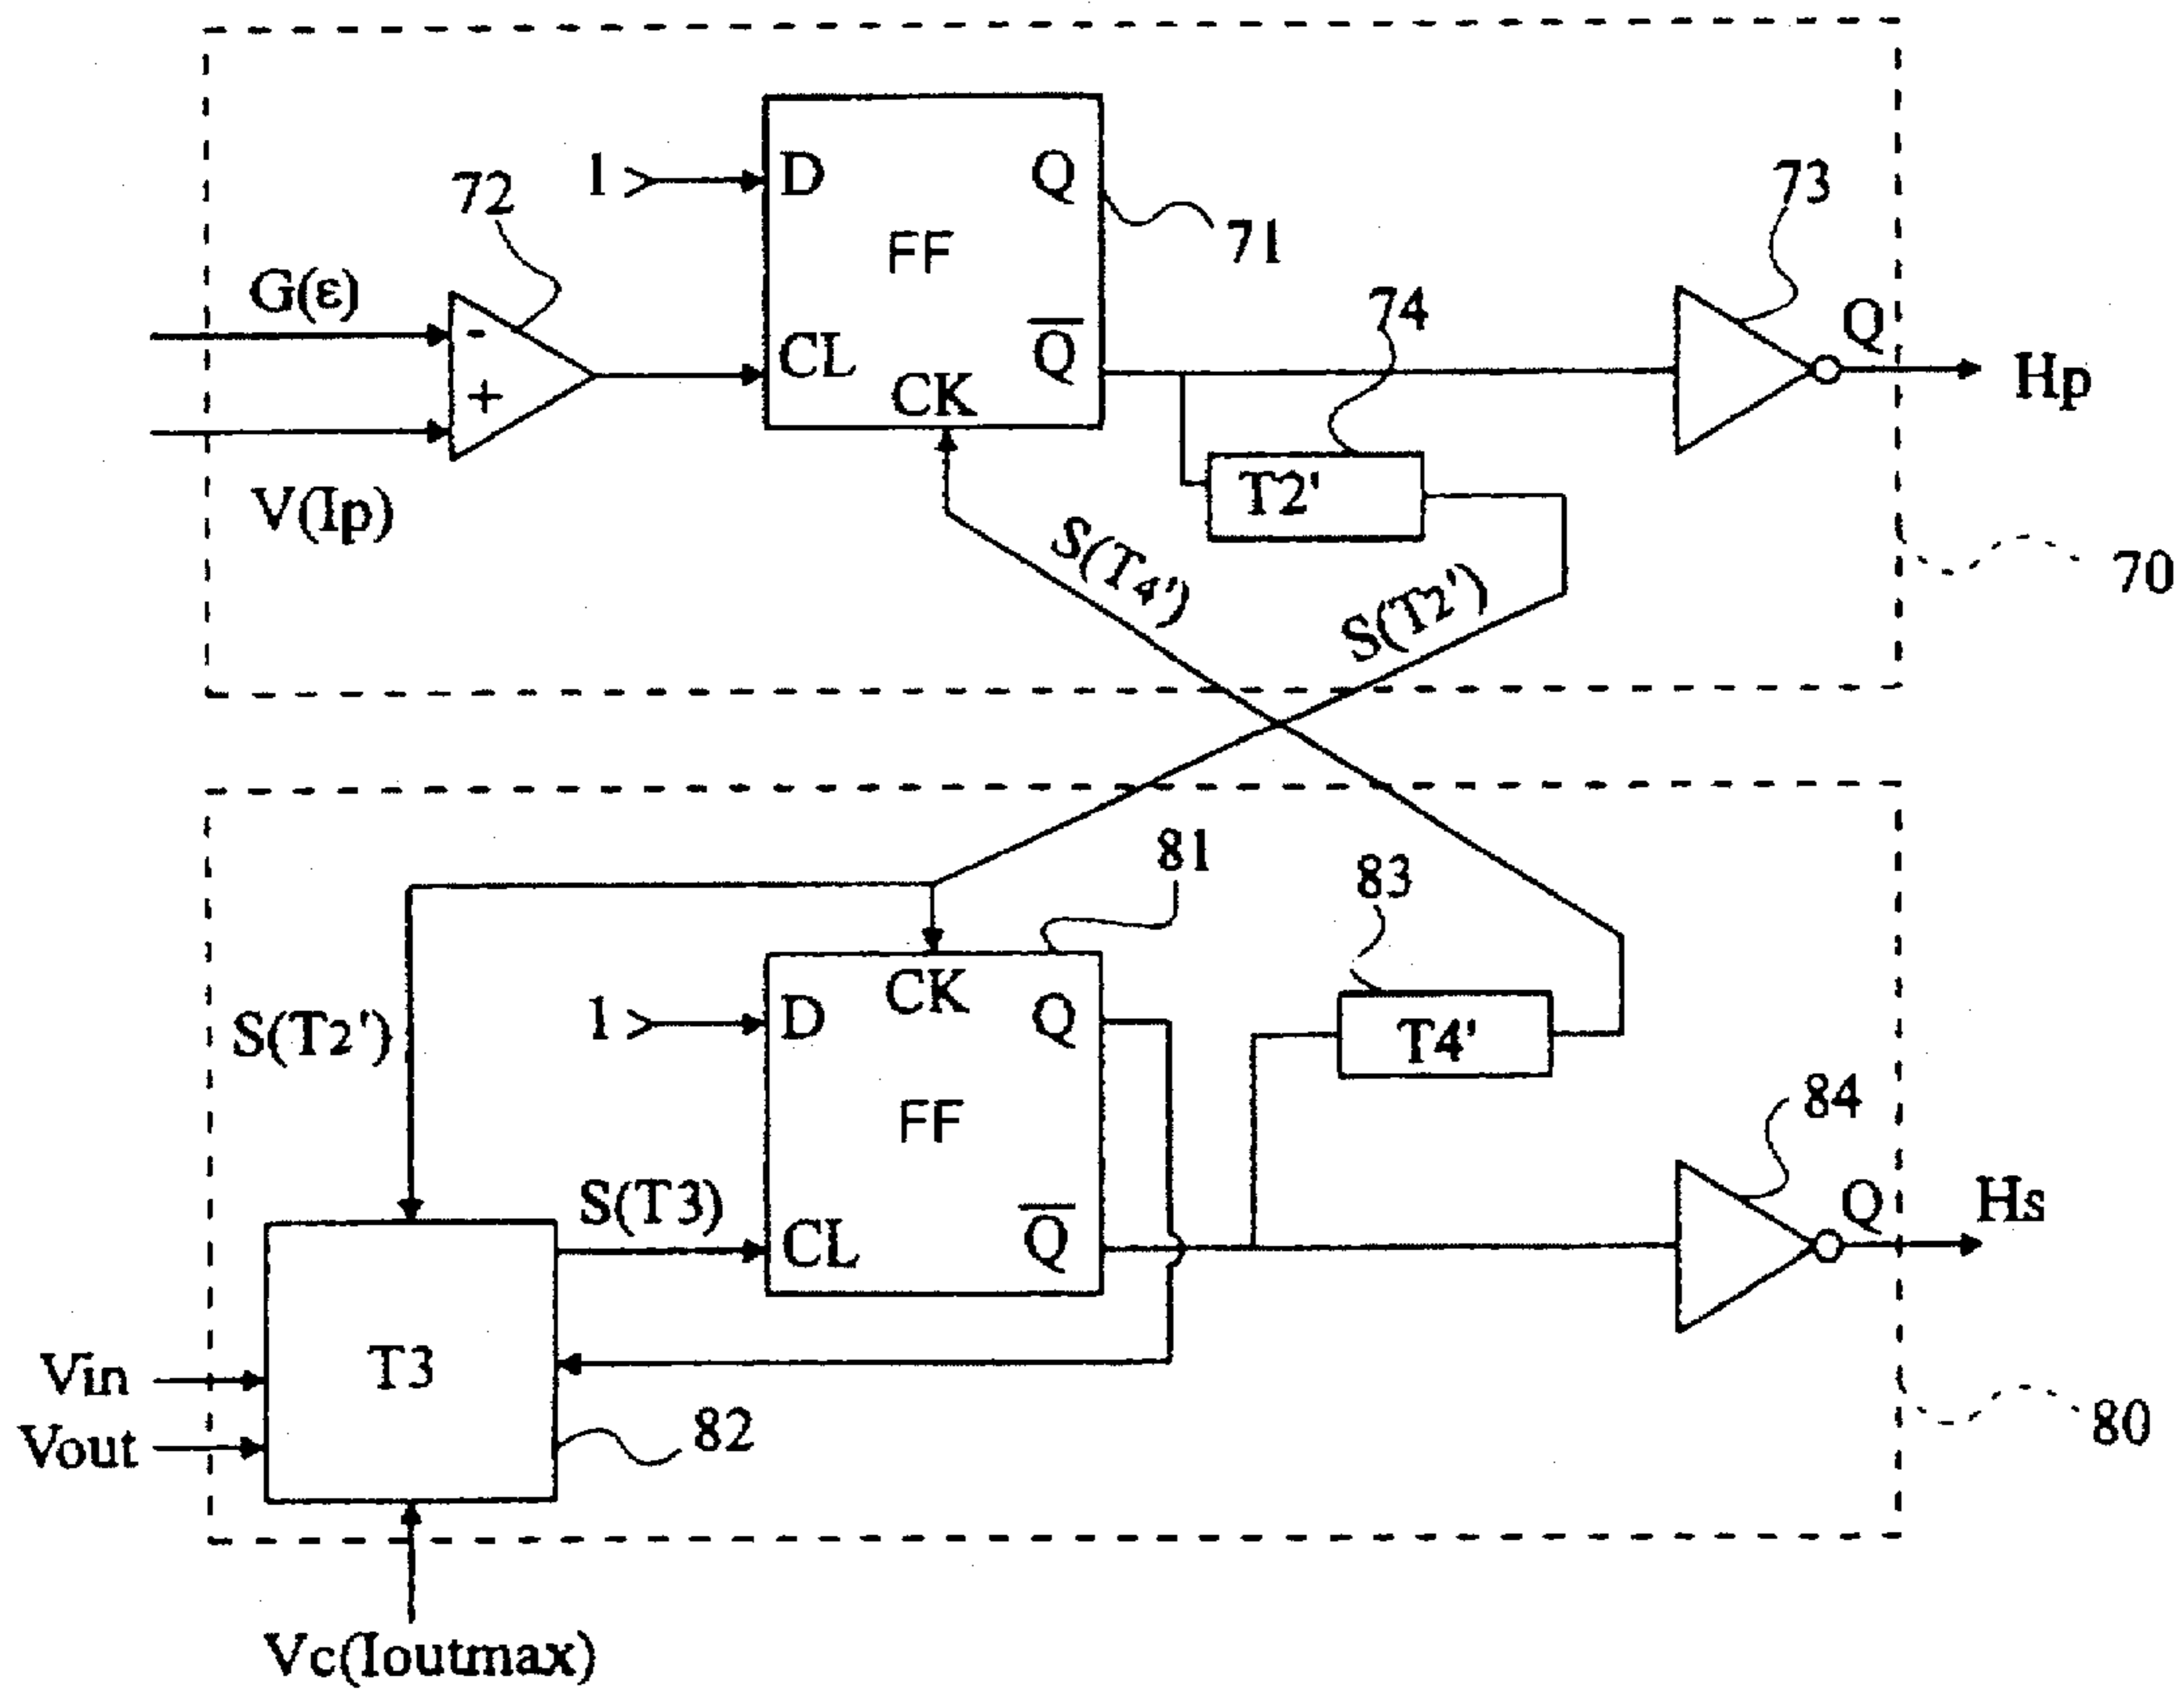 1
D
Q
72
FF
71
73
G(ε)
-
CL
Q̅
74
Q
Hp
+
CK
V(Ip)
T2'
S(T4')
S(T2')
70
81
83
CK
1
D
Q
S(T2')
T4'
FF
84
S(T3)
CL
Q̅
Q
Hs
Vin
T3
Vout
82
80
Vc(Ioutmax)